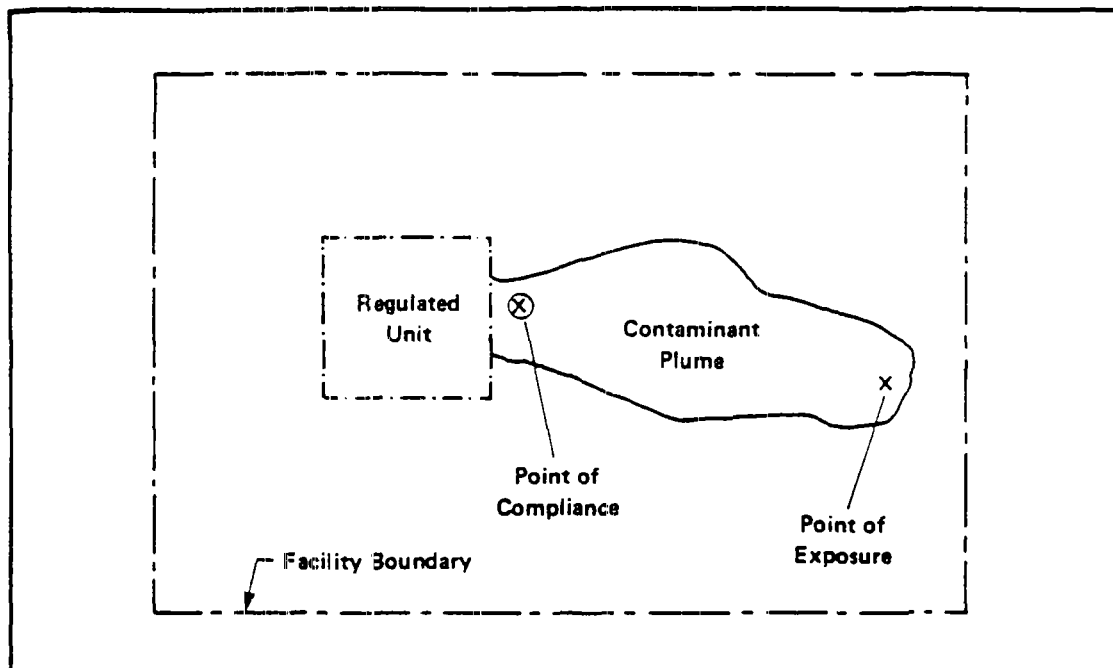 Regulated
Unit
Contaminant
Plume
Point of
Compliance
Point of
Exposure
Facility Boundary